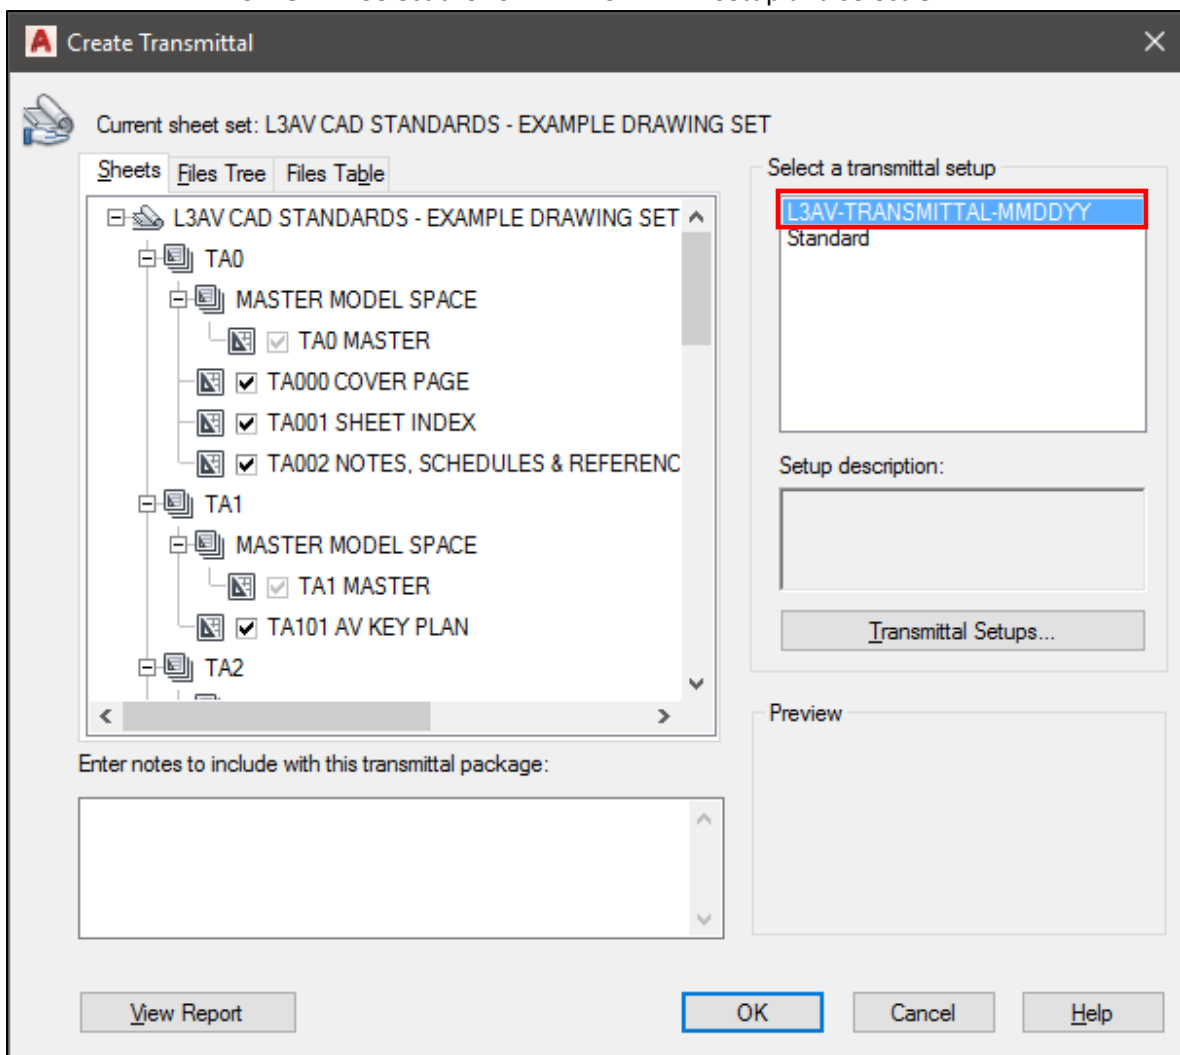 Create Transmittal
Current sheet set: L3AV CAD STANDARDS - EXAMPLE DRAWING SET
Sheets Files Tree Files Table
L3AV CAD STANDARDS - EXAMPLE DRAWING SET
TA0
MASTER MODEL SPACE
TA0 MASTER
TA000 COVER PAGE
TA001 SHEET INDEX
TA002 NOTES, SCHEDULES & REFERENC
TA1
MASTER MODEL SPACE
TA1 MASTER
TA101 AV KEY PLAN
TA2
Select a transmittal setup
L3AV-TRANSMITTAL-MMDDYY
Standard
Setup description:
Transmittal Setups...
Preview
Enter notes to include with this transmittal package:
View Report
OK
Cancel
Help